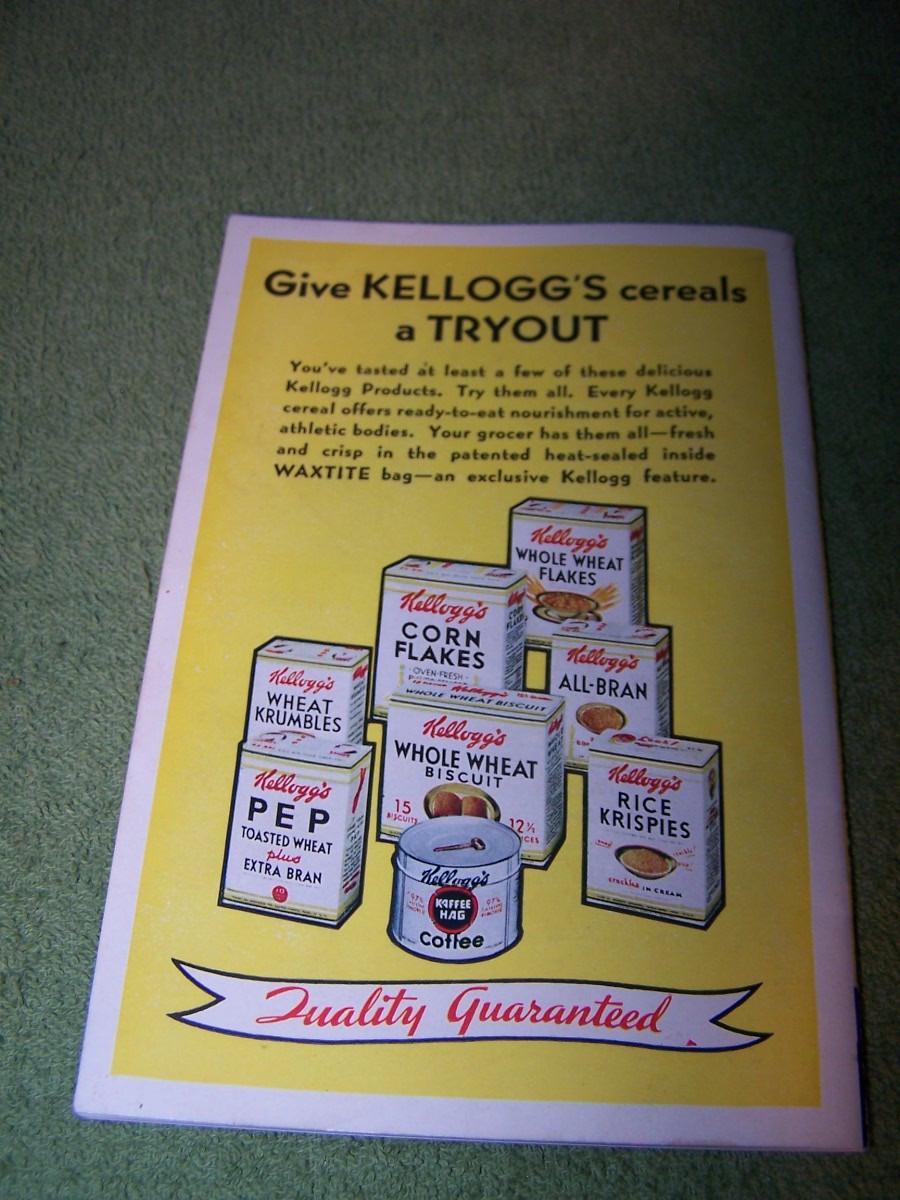 Give KELLOGG'S cereals
a TRYOUT
You've tasted at least a few of these delicious
Kellogg Products. Try them all. Every Kellogg
cereal offers ready-to-eat nourishment for active,
athletic bodies. Your grocer has them all—fresh
and crisp in the patented heat-sealed inside
WAXTITE bag—an exclusive Kellogg feature.
Kellogg's
WHOLE WHEAT
FLAKES
Kellogg's
CORN
FLAKES
OVEN-FRESH
Kellogg's
ALL-BRAN
Kellogg's
WHEAT
KRUMBLES
Kellogg's
WHOLE WHEAT BISCUIT
Kellogg's
WHOLE WHEAT
BISCUIT
15
BISCUITS
12½
Kellogg's
PEP
TOASTED WHEAT
plus
EXTRA BRAN
Kellogg's
RICE
KRISPIES
crackles IN CREAM
Kellogg's
97%
KAFFEE
HAG
97%
Coffee
Quality Guaranteed